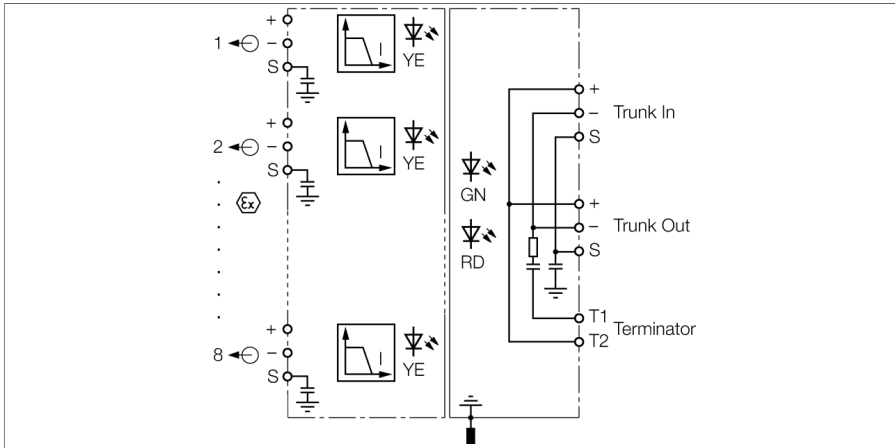 +
1
−
S
I
YE
+
2
−
S
I
YE
Ex
+
8
−
S
I
YE
GN
RD
+
− Trunk In
S
+
− Trunk Out
S
T1
Terminator
T2